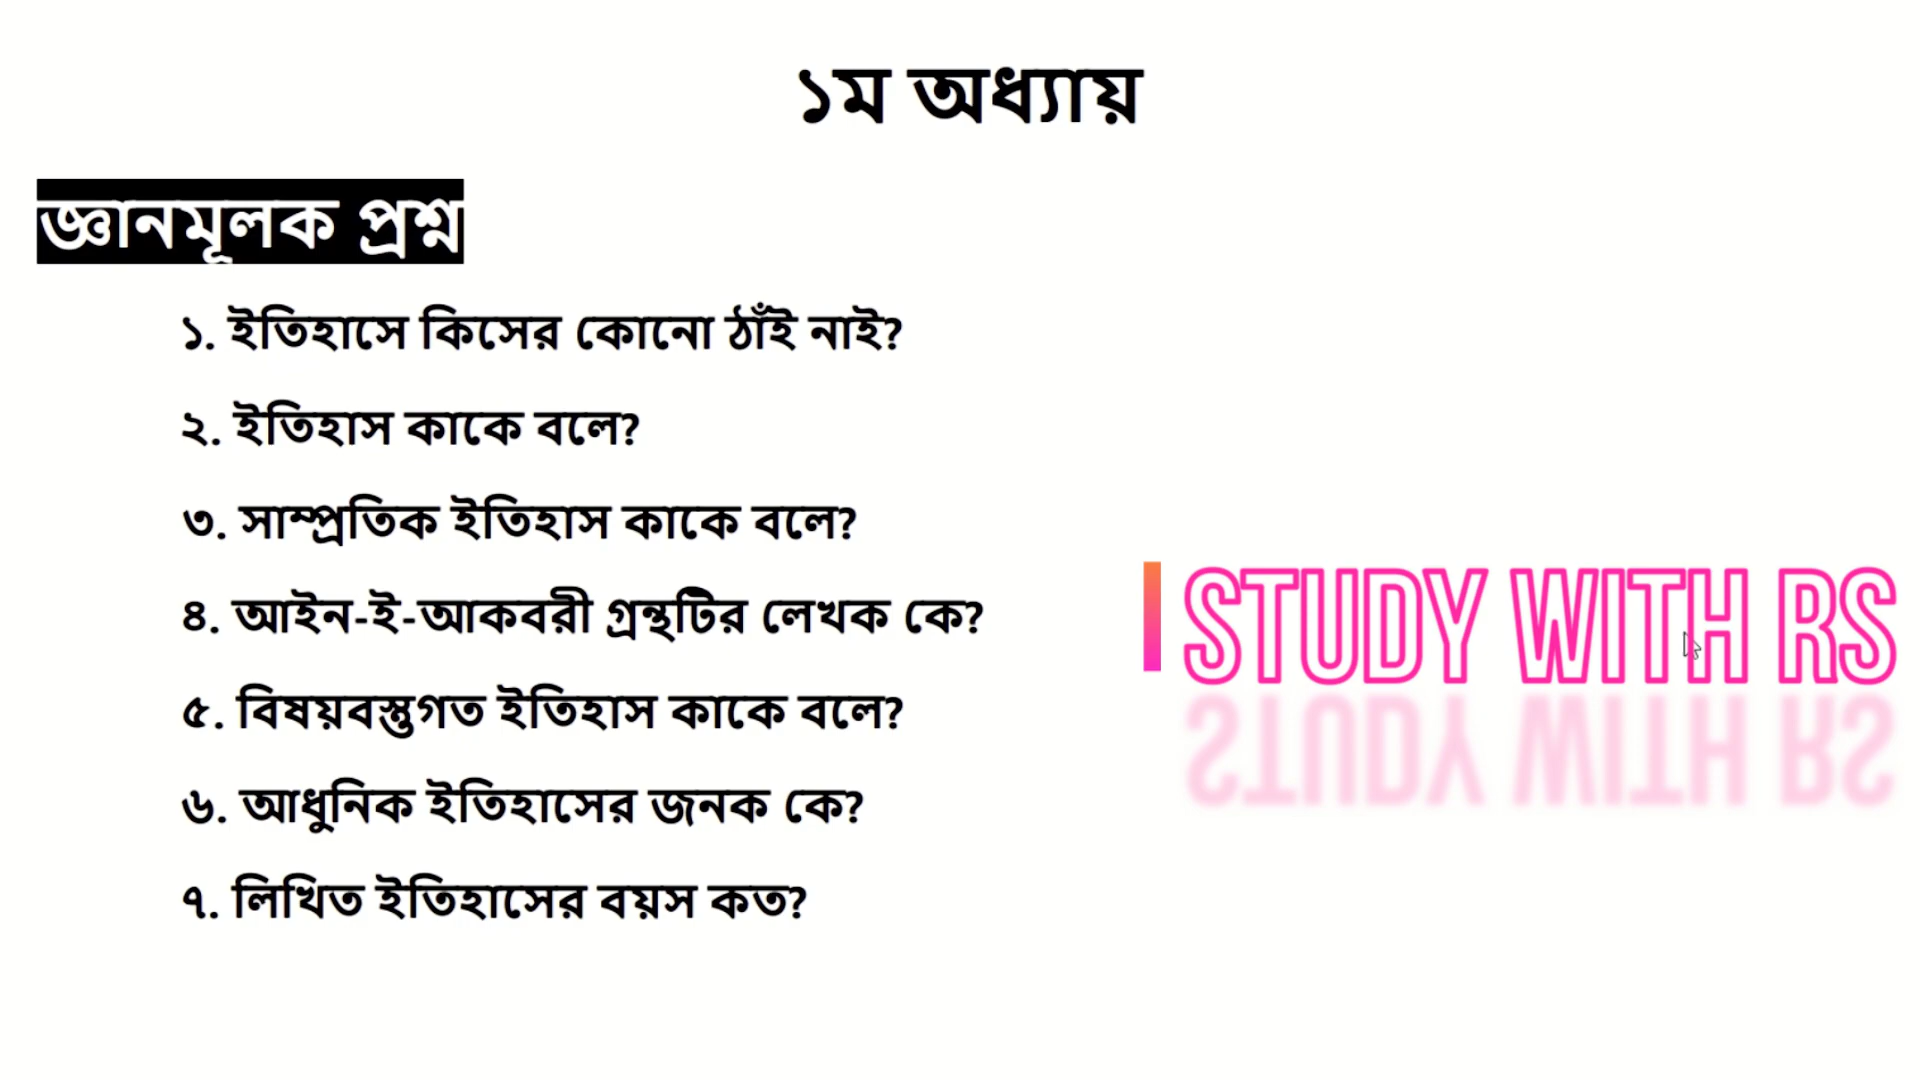 ১ম অধ্যায়
জ্ঞানমূলক প্রশ্ন
১. ইতিহাসে কিসের কোনো ঠাঁই নাই?
২. ইতিহাস কাকে বলে?
৩. সাম্প্রতিক ইতিহাস কাকে বলে?
৪. আইন-ই-আকবরী গ্রন্থটির লেখক কে?
৫. বিষয়বস্তুগত ইতিহাস কাকে বলে?
৬. আধুনিক ইতিহাসের জনক কে?
৭. লিখিত ইতিহাসের বয়স কত?
STUDY WITH RS